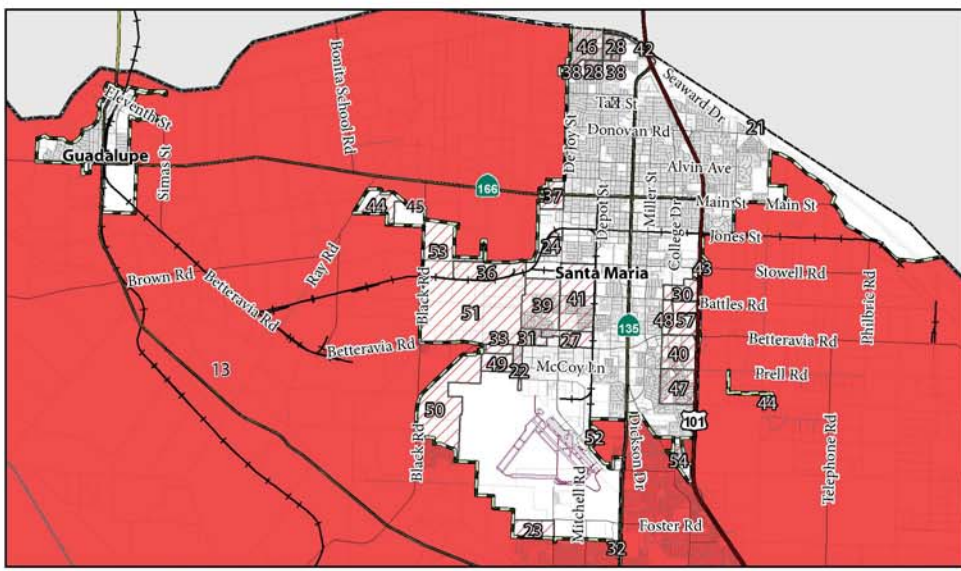 46 28 42
38 28 38
Seaward Dr
Bonita School Rd
Eleventh St
Taft St
21
Donovan Rd
DeJoy St
Guadalupe
Simas St
Alvin Ave
166
37
Main St
Main St
44 45
Depot St
Miller St
College Dr
Jones St
24
53
Ray Rd
Brown Rd
Betteravia Rd
Black Rd
36
Santa Maria
43
Stowell Rd
Philbric Rd
30
51
39
41
Battles Rd
48 57
135
33 31 27
Betteravia Rd
Betteravia Rd
40
13
49 22
McCoy Ln
Prell Rd
47
44
50
101
Black Rd
52
Dickson Dr
54
Telephone Rd
Mitchell Rd
23
Foster Rd
32